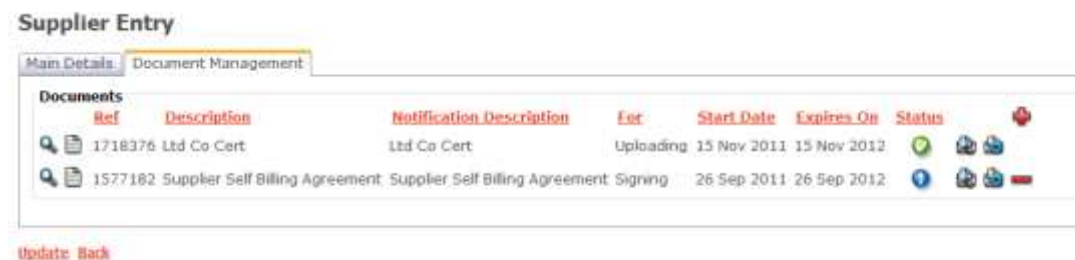 Supplier Entry
Main Details Document Management
Documents
Ref Description Notification Description For Start Date Expires On Status
1718376 Ltd Co Cert Ltd Co Cert Uploading 15 Nov 2011 15 Nov 2012
1577182 Supplier Self Billing Agreement Supplier Self Billing Agreement Signing 26 Sep 2011 26 Sep 2012
Update Back